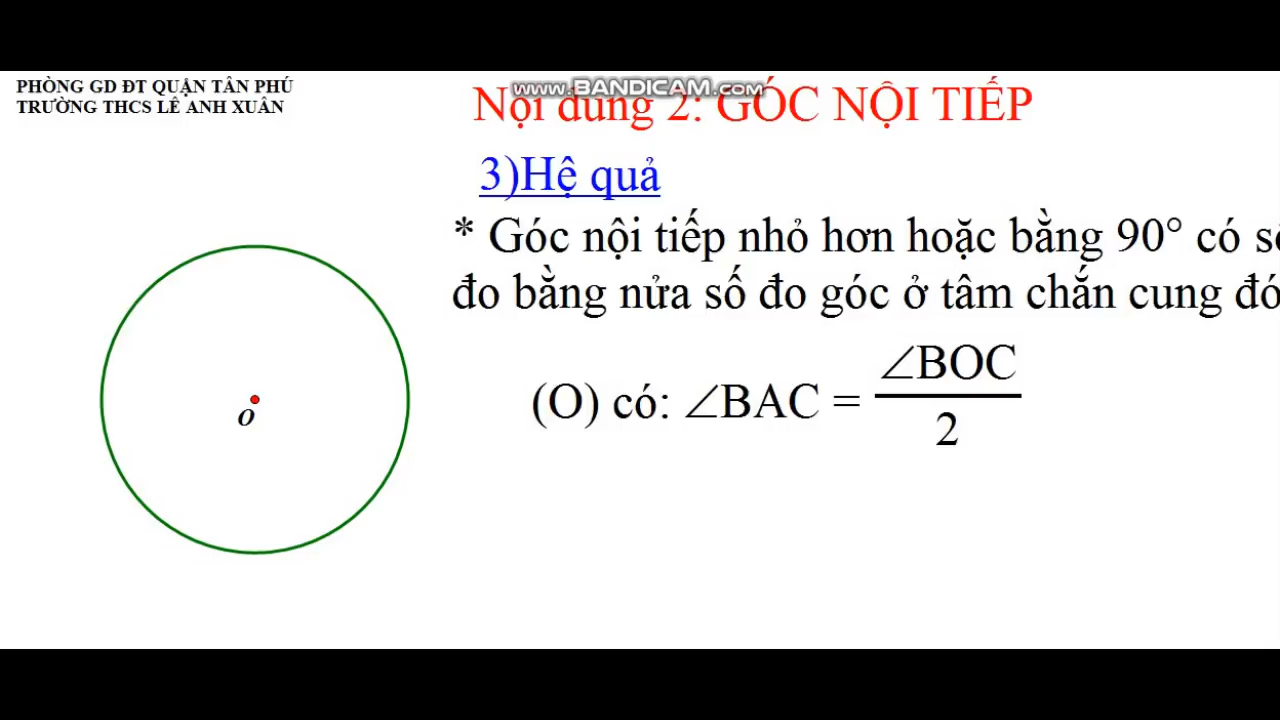 PHÒNG GD ĐT QUẬN TÂN PHÚ
TRƯỜNG THCS LÊ ANH XUÂN
www.BANDICAM.com
Nội dung 2: GÓC NỘI TIẾP
3)Hệ quả
* Góc nội tiếp nhỏ hơn hoặc bằng 90° có
đo bằng nửa số đo góc ở tâm chắn cung đó
(O) có: ∠BAC = ∠BOC
2
O